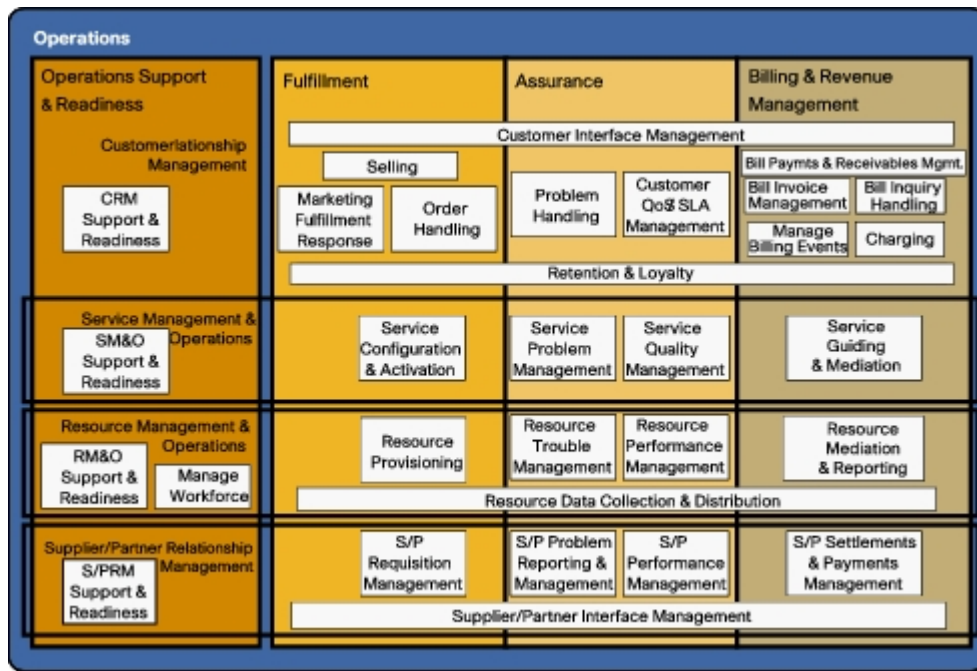 Operations
Operations Support
& Readiness
Fulfillment
Assurance
Billing & Revenue
Management
Customerlationship
Management
Customer Interface Management
Selling
Bill Paymts & Receivables Mgmt.
CRM
Support &
Readiness
Marketing
Fulfillment
Response
Order
Handling
Problem
Handling
Customer
QoS/ SLA
Management
Bill Invoice
Management
Bill Inquiry
Handling
Manage
Billing Events
Charging
Retention & Loyalty
Service Management &
Operations
SM&O
Support &
Readiness
Service
Configuration
& Activation
Service
Problem
Management
Service
Quality
Management
Service
Guiding
& Mediation
Resource Management &
Operations
RM&O
Support &
Readiness
Manage
Workforce
Resource
Provisioning
Resource
Trouble
Management
Resource
Performance
Management
Resource
Mediation
& Reporting
Resource Data Collection & Distribution
Supplier/Partner Relationship
Management
S/PRM
Support &
Readiness
S/P
Requisition
Management
S/P Problem
Reporting &
Management
S/P
Performance
Management
S/P Settlements
& Payments
Management
Supplier/Partner Interface Management